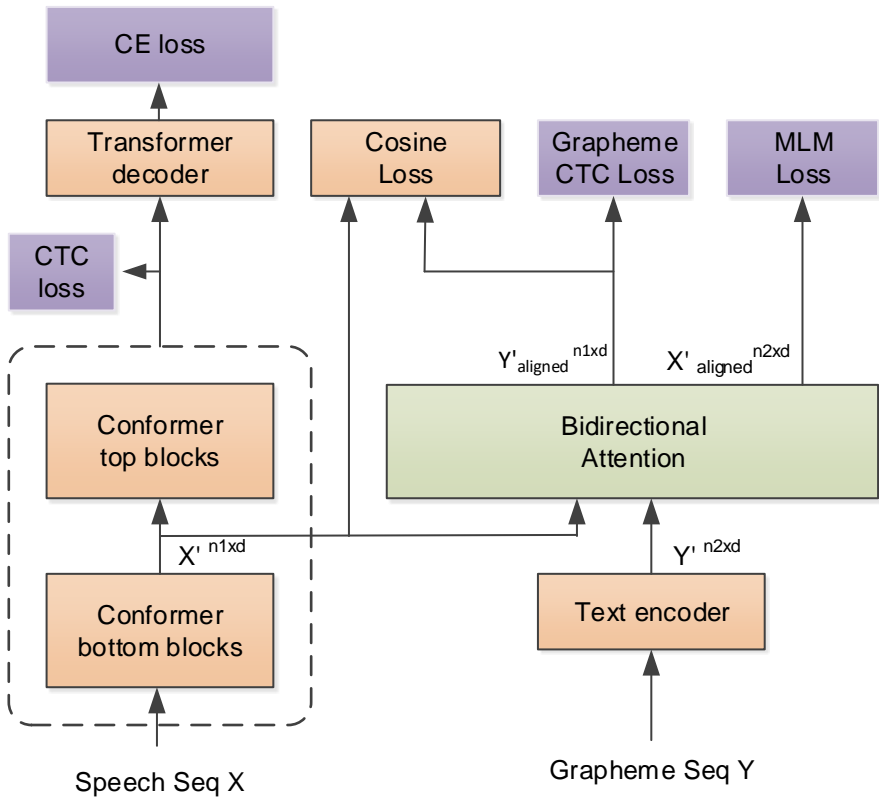 CE loss
Transformer
decoder
Cosine
Loss
Grapheme
CTC Loss
MLM
Loss
CTC
loss
Y'aligned n1xd
X' aligned n2xd
Conformer
top blocks
Bidirectional
Attention
X' n1xd
Y' n2xd
Conformer
bottom blocks
Text encoder
Speech Seq X
Grapheme Seq Y